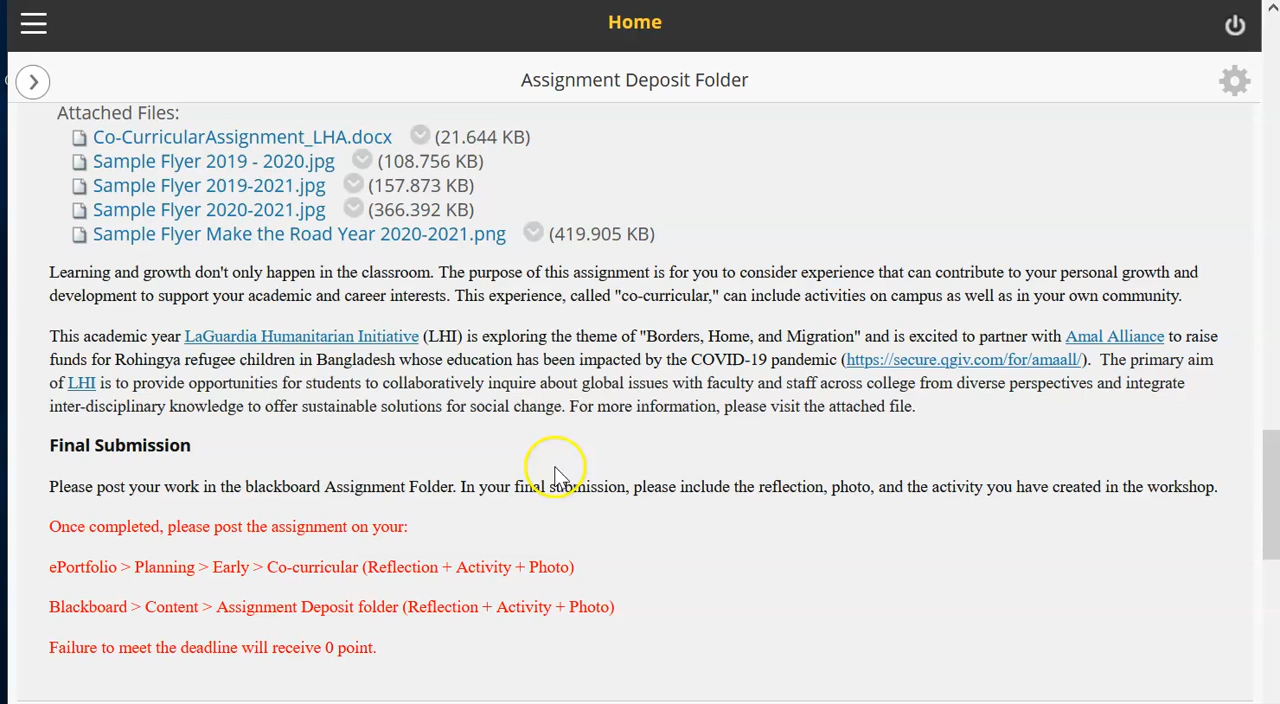 Home
Assignment Deposit Folder
Attached Files:
Co-CurricularAssignment_LHA.docx (21.644 KB)
Sample Flyer 2019 - 2020.jpg (108.756 KB)
Sample Flyer 2019-2021.jpg (157.873 KB)
Sample Flyer 2020-2021.jpg (366.392 KB)
Sample Flyer Make the Road Year 2020-2021.png (419.905 KB)
Learning and growth don't only happen in the classroom. The purpose of this assignment is for you to consider experience that can contribute to your personal growth and
development to support your academic and career interests. This experience, called "co-curricular," can include activities on campus as well as in your own community.
This academic year LaGuardia Humanitarian Initiative (LHI) is exploring the theme of "Borders, Home, and Migration" and is excited to partner with Amal Alliance to raise
funds for Rohingya refugee children in Bangladesh whose education has been impacted by the COVID-19 pandemic (https://secure.qgiv.com/for/amaall/). The primary aim
of LHI is to provide opportunities for students to collaboratively inquire about global issues with faculty and staff across college from diverse perspectives and integrate
inter-disciplinary knowledge to offer sustainable solutions for social change. For more information, please visit the attached file.
Final Submission
Please post your work in the blackboard Assignment Folder. In your final submission, please include the reflection, photo, and the activity you have created in the workshop.
Once completed, please post the assignment on your:
ePortfolio > Planning > Early > Co-curricular (Reflection + Activity + Photo)
Blackboard > Content > Assignment Deposit folder (Reflection + Activity + Photo)
Failure to meet the deadline will receive 0 point.